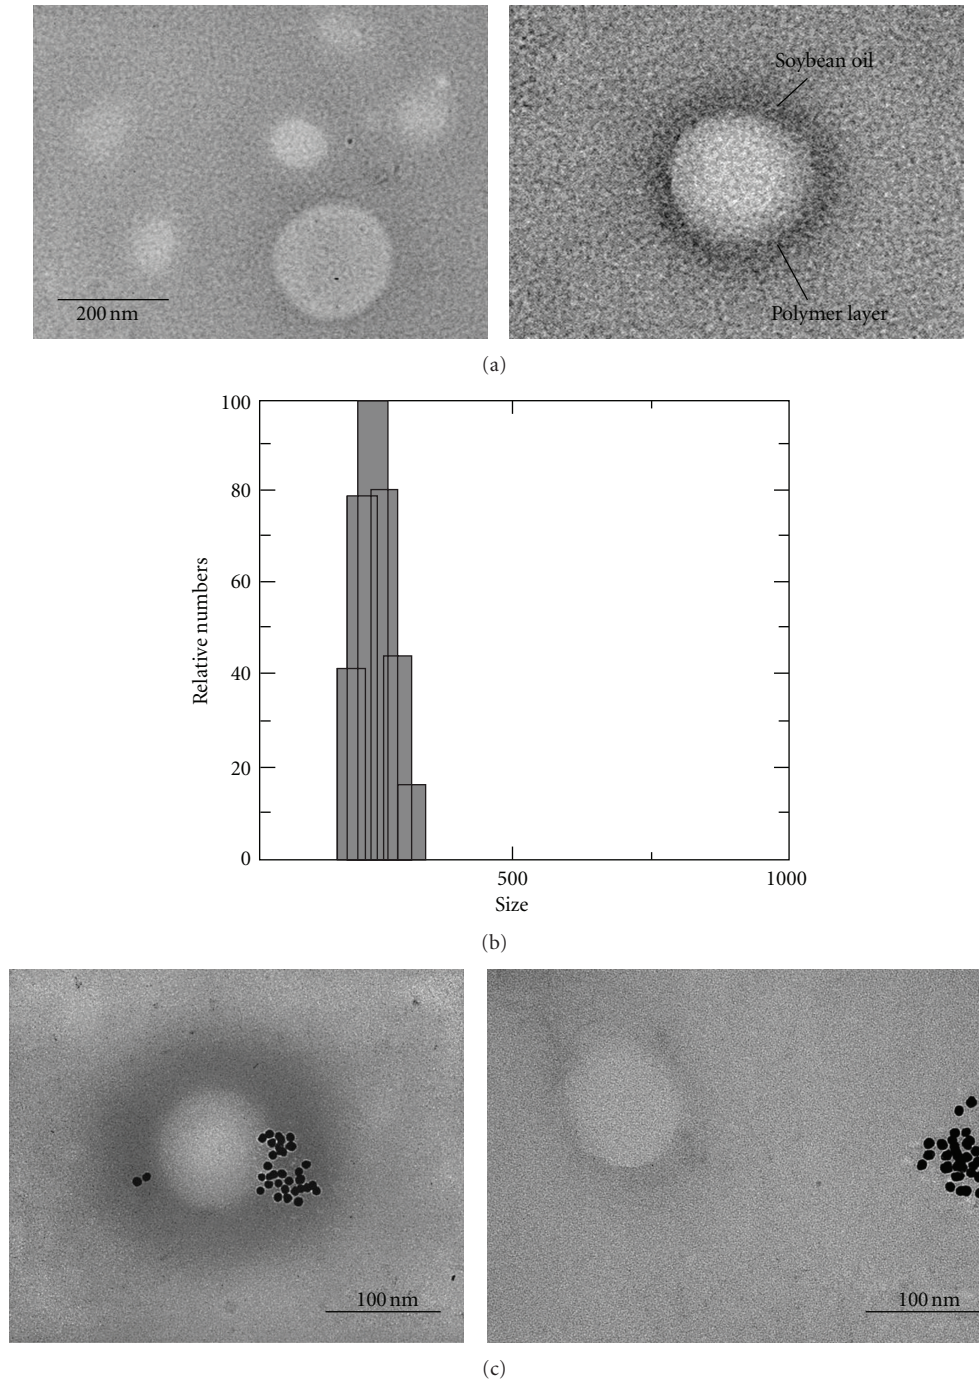 Soybean oil
Polymer layer
200 nm
(a)
100
80
60
40
20
0
Relative numbers
500
1000
Size
(b)
100 nm
100 nm
(c)